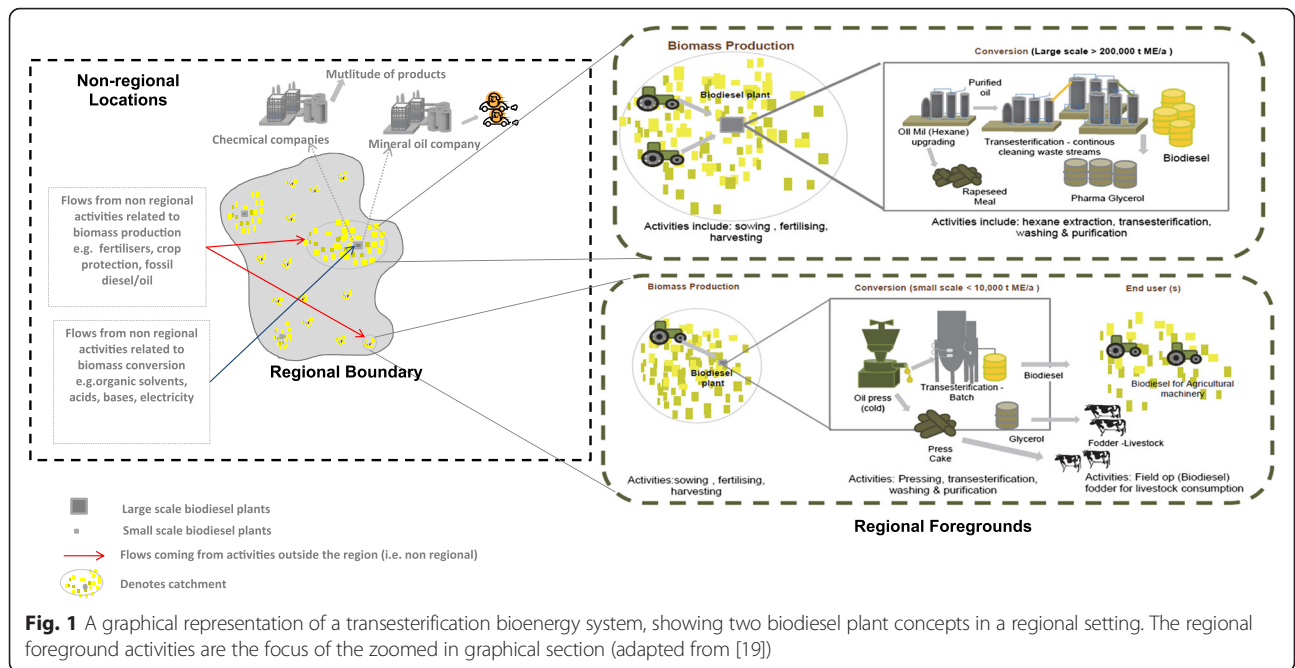 Non-regional
Locations
Mutlitude of products
Checmical companies
Mineral oil company
Flows from non regional
activities related to
biomass production
e.g. fertilisers, crop
protection, fossil
diesel/oil
Flows from non regional
activities related to
biomass conversion
e.g.organic solvents,
acids, bases, electricity
Regional Boundary
Large scale biodiesel plants
Small scale biodiesel plants
Flows coming from activities outside the region (i.e. non regional)
Denotes catchment
Biomass Production
Biodiesel plant
Activities include: sowing , fertilising,
harvesting
Conversion (Large scale > 200,000 t ME/a )
Purified
oil
OIl Mil (Hexane)
upgrading
Transesterification - continous
cleaning waste streams
Biodiesel
Rapeseed
Meal
Pharma Glycerol
Activities include: hexane extraction, transesterification,
washing & purification
Biomass Production
Biodiesel
plant
Activities:sowing , fertilising,
harvesting
Conversion (small scale < 10,000 t ME/a )
Oil press
(cold)
Transesterification -
Batch
Biodiesel
Press
Cake
Glycerol
Activities: Pressing, transesterification,
washing & purification
End user (s)
Biodiesel for Agricultural
machinery
Fodder -Livestock
Activities: Field op (Biodiesel)
fodder for livestock consumption
Regional Foregrounds
Fig. 1 A graphical representation of a transesterification bioenergy system, showing two biodiesel plant concepts in a regional setting. The regional
foreground activities are the focus of the zoomed in graphical section (adapted from [19])